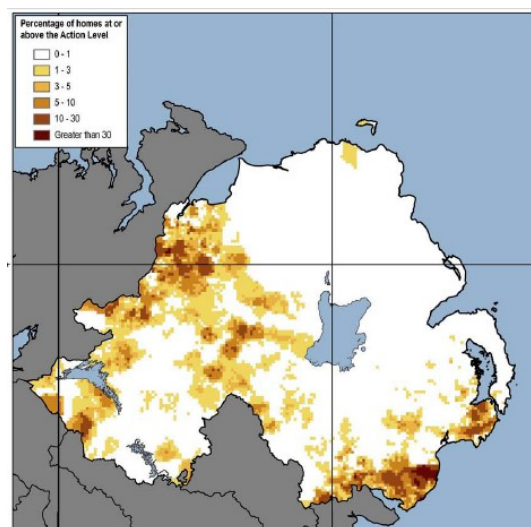 Percentage of homes at or
above the Action Level
0 - 1
1 - 3
3 - 5
5 - 10
10 - 30
Greater than 30